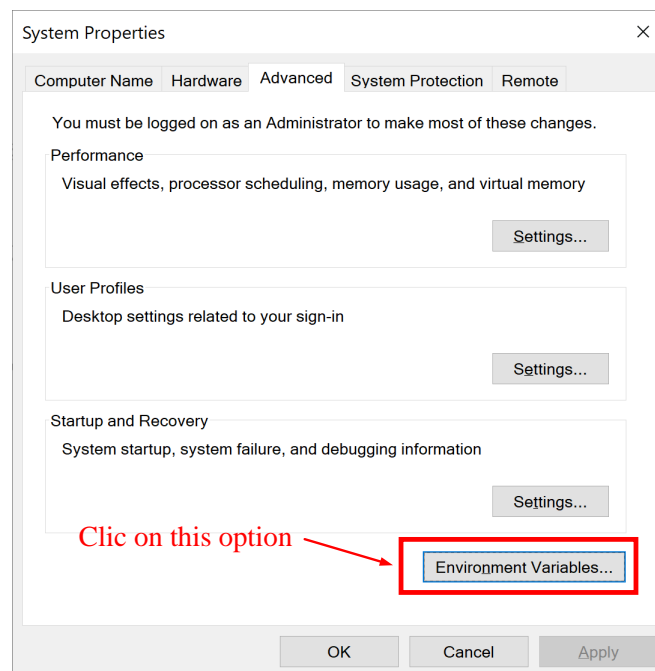 System Properties
Computer Name Hardware Advanced System Protection Remote
You must be logged on as an Administrator to make most of these changes.
Performance
Visual effects, processor scheduling, memory usage, and virtual memory
Settings...
User Profiles
Desktop settings related to your sign-in
Settings...
Startup and Recovery
System startup, system failure, and debugging information
Settings...
Clic on this option
Environment Variables...
OK Cancel Apply